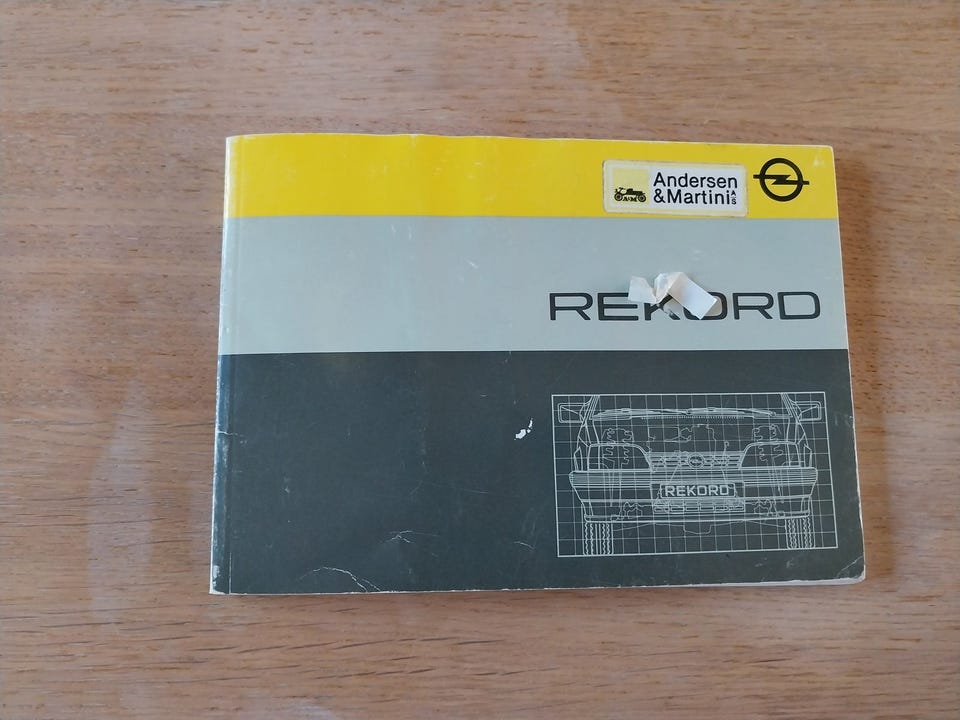 Andersen
&Martini A/S
A&M
REKORD
REKORD